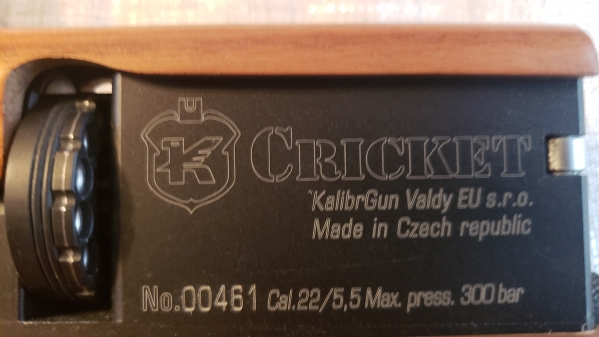 K CRICKET
KalibrGun Valdy EU s.r.o.
Made in Czech republic
No.00461 Cal.22/5,5 Max. press. 300 bar